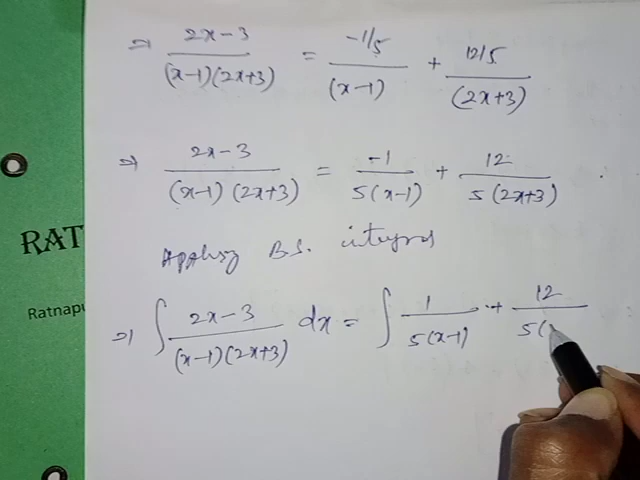 ⇒ (2x-3)/((x-1)(2x+3)) = (-1/5)/(x-1) + (12/5)/(2x+3)
⇒ (2x-3)/((x-1)(2x+3)) = -1/(5(x-1)) + 12/(5(2x+3))
Applying B.S. integral
⇒ ∫ (2x-3)/((x-1)(2x+3)) dx = ∫ 1/(5(x-1)) + 12/(5(
RAT
Ratnap